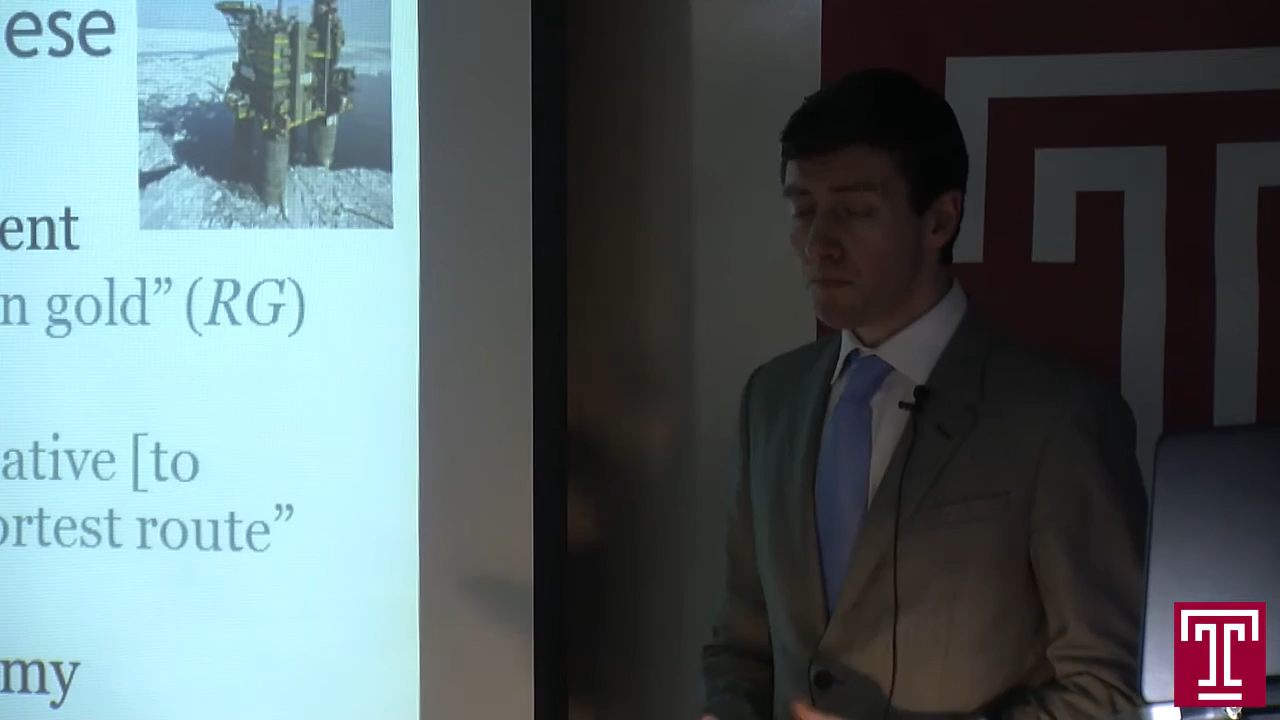 ese
ent
n gold” (RG)
ative [to
ortest route”
my